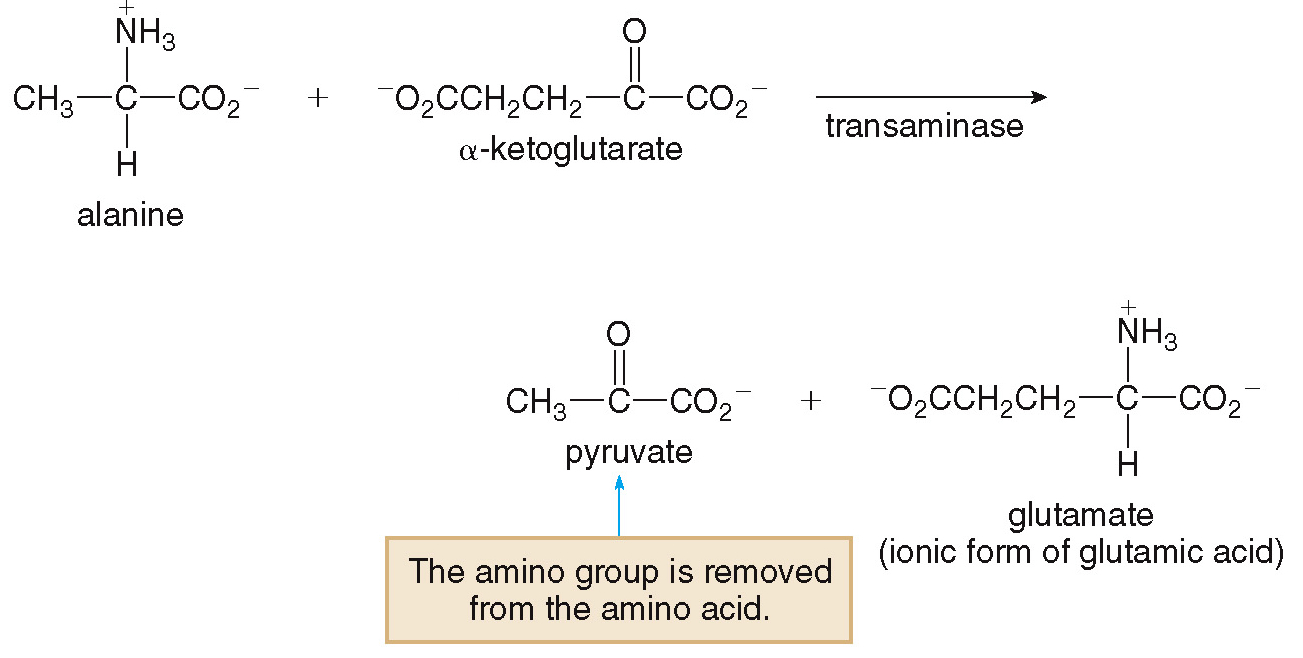 +
NH₃
O
CH₃—C—CO₂⁻ + ⁻O₂CCH₂CH₂—C—CO₂⁻
transaminase
α-ketoglutarate
H
alanine
+
NH₃
O
CH₃—C—CO₂⁻ + ⁻O₂CCH₂CH₂—C—CO₂⁻
pyruvate
H
glutamate
(ionic form of glutamic acid)
The amino group is removed
from the amino acid.